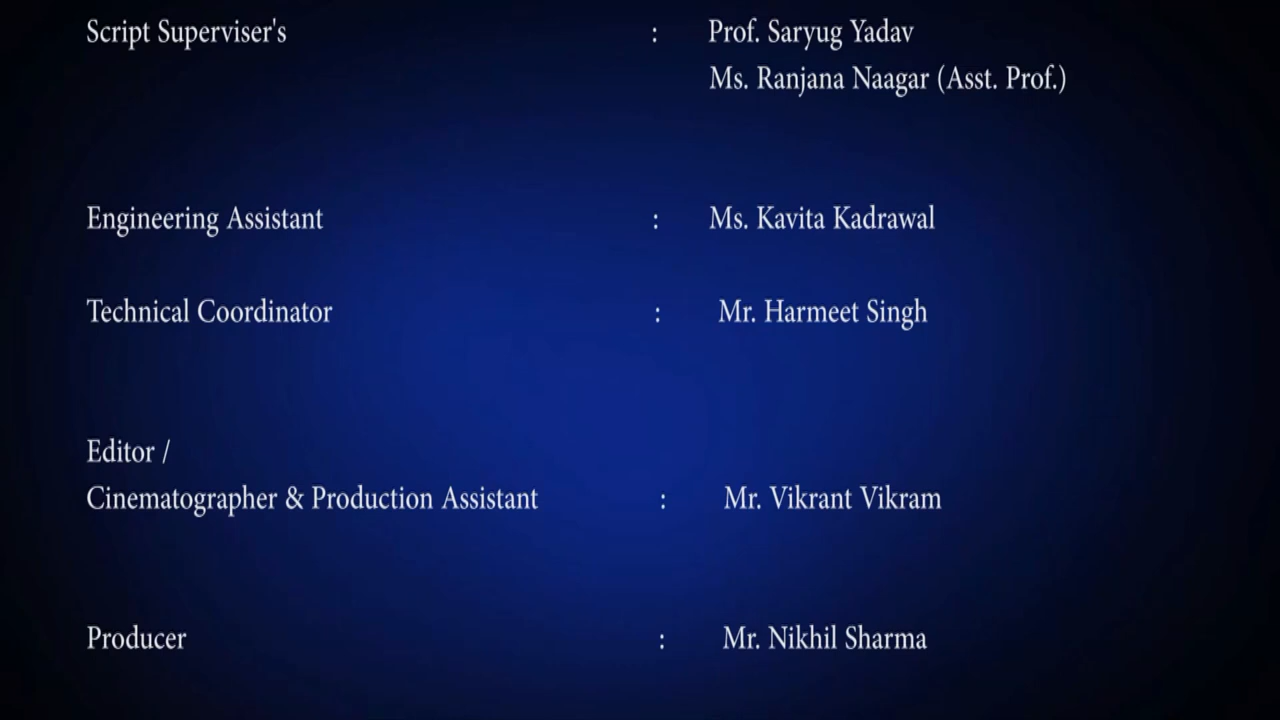 Script Superviser's : Prof. Saryug Yadav
Ms. Ranjana Naagar (Asst. Prof.)
Engineering Assistant : Ms. Kavita Kadrawal
Technical Coordinator : Mr. Harmeet Singh
Editor /
Cinematographer & Production Assistant : Mr. Vikrant Vikram
Producer : Mr. Nikhil Sharma